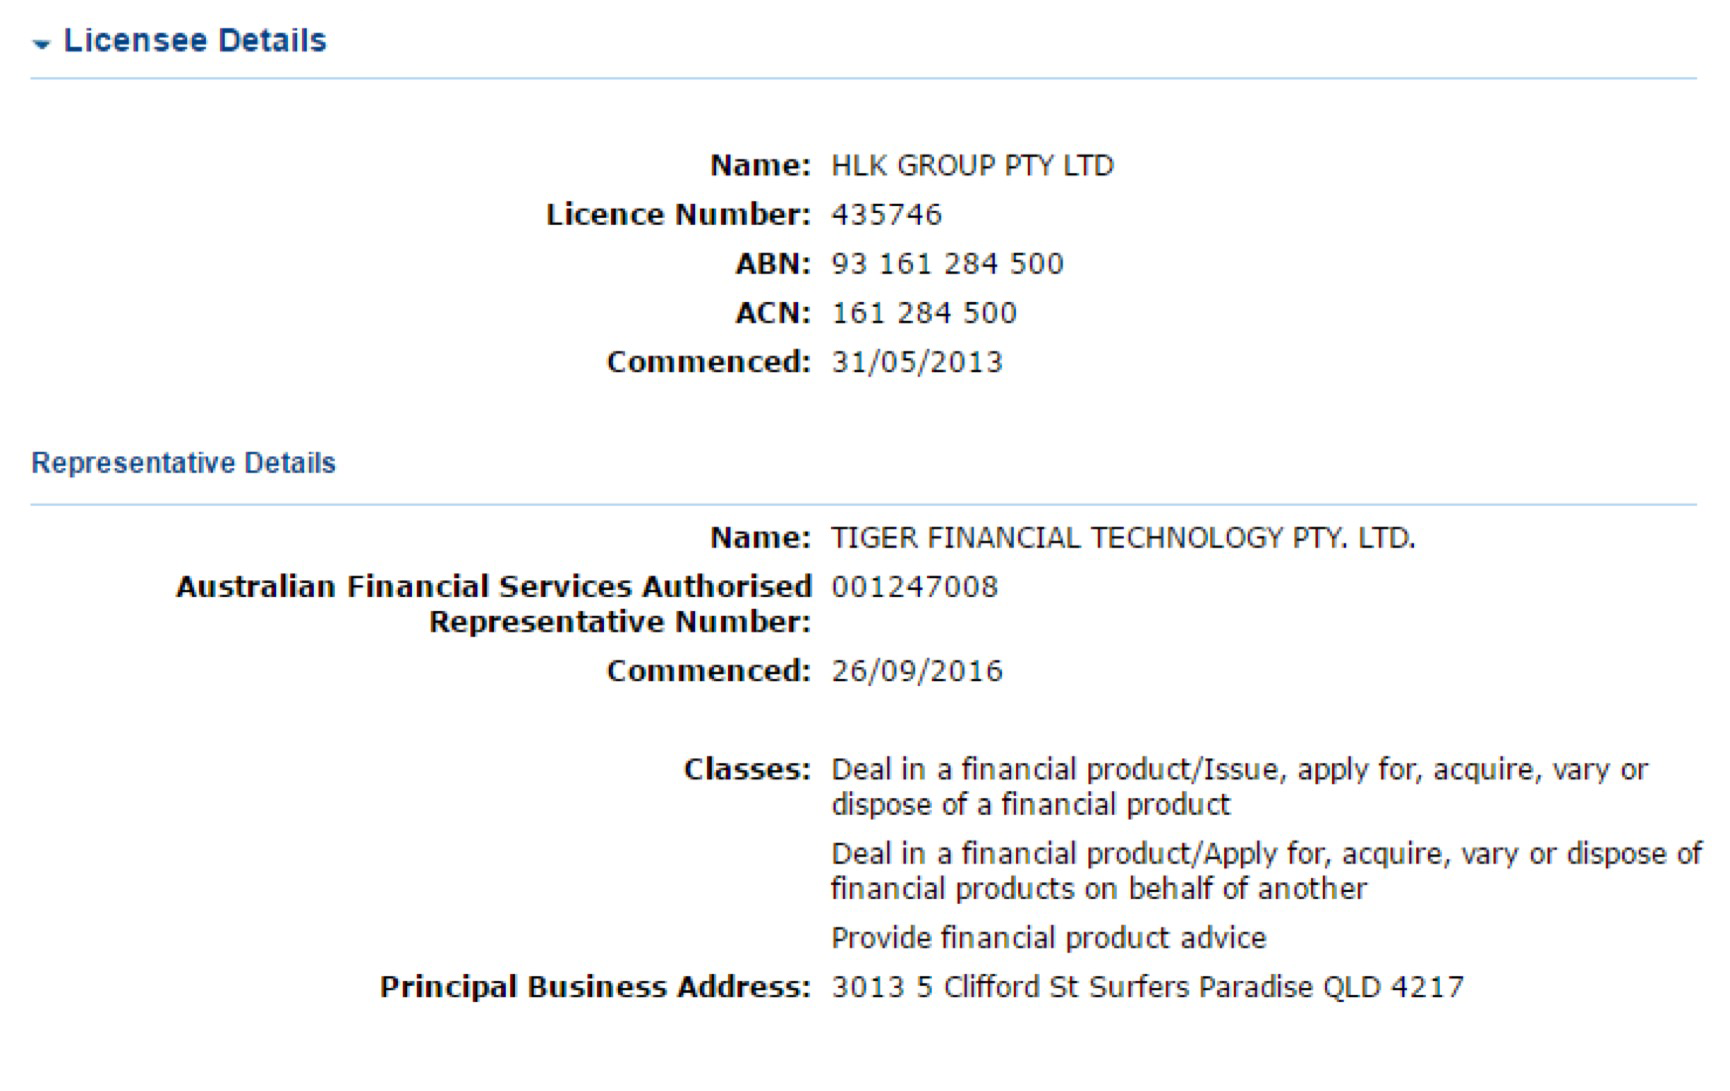 Licensee Details
Name: HLK GROUP PTY LTD
Licence Number: 435746
ABN: 93 161 284 500
ACN: 161 284 500
Commenced: 31/05/2013
Representative Details
Name: TIGER FINANCIAL TECHNOLOGY PTY. LTD.
Australian Financial Services Authorised 001247008
Representative Number:
Commenced: 26/09/2016
Classes: Deal in a financial product/Issue, apply for, acquire, vary or
dispose of a financial product
Deal in a financial product/Apply for, acquire, vary or dispose of
financial products on behalf of another
Provide financial product advice
Principal Business Address: 3013 5 Clifford St Surfers Paradise QLD 4217